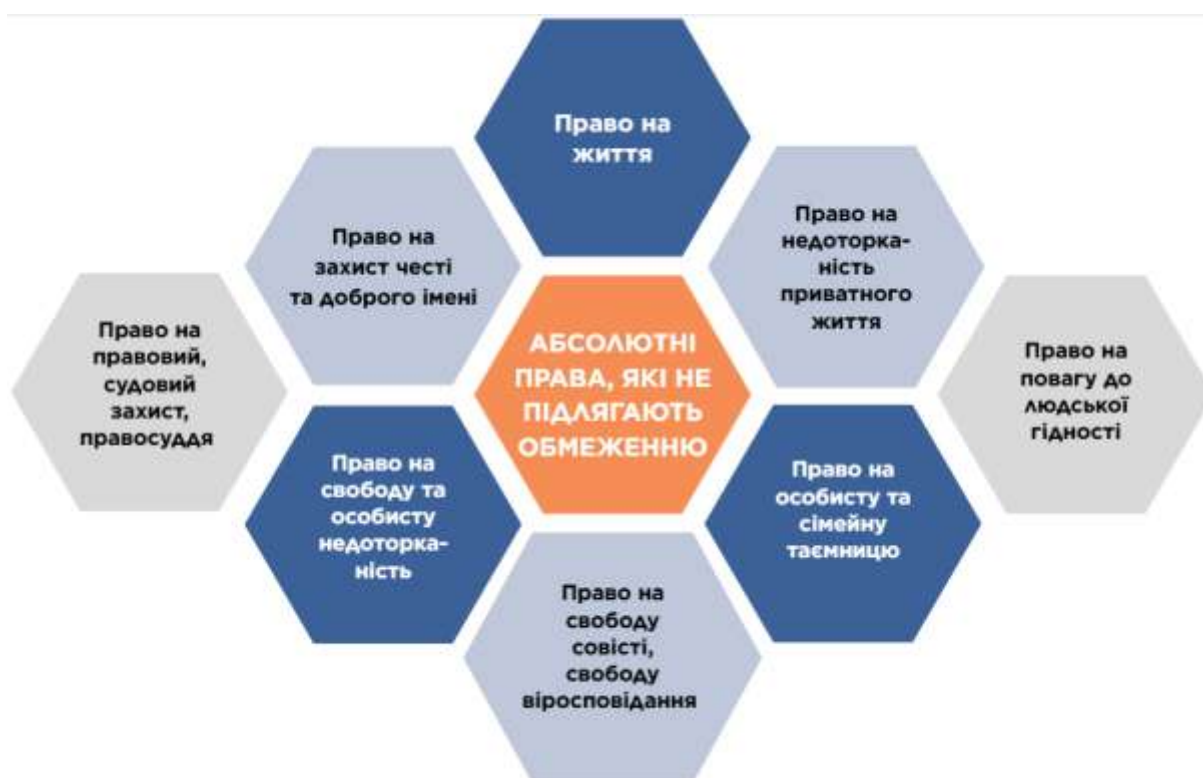 Право на
життя
Право на
захист честі
та доброго імені
Право на
недоторка-
ність
приватного
життя
Право на
правовий,
судовий
захист,
правосуддя
АБСОЛЮТНІ
ПРАВА, ЯКІ НЕ
ПІДЛЯГАЮТЬ
ОБМЕЖЕННЮ
Право на
повагу до
людської
гідності
Право на
свободу та
особисту
недоторка-
ність
Право на
особисту та
сімейну
таємницю
Право на
свободу
совісті,
свободу
віросповідання